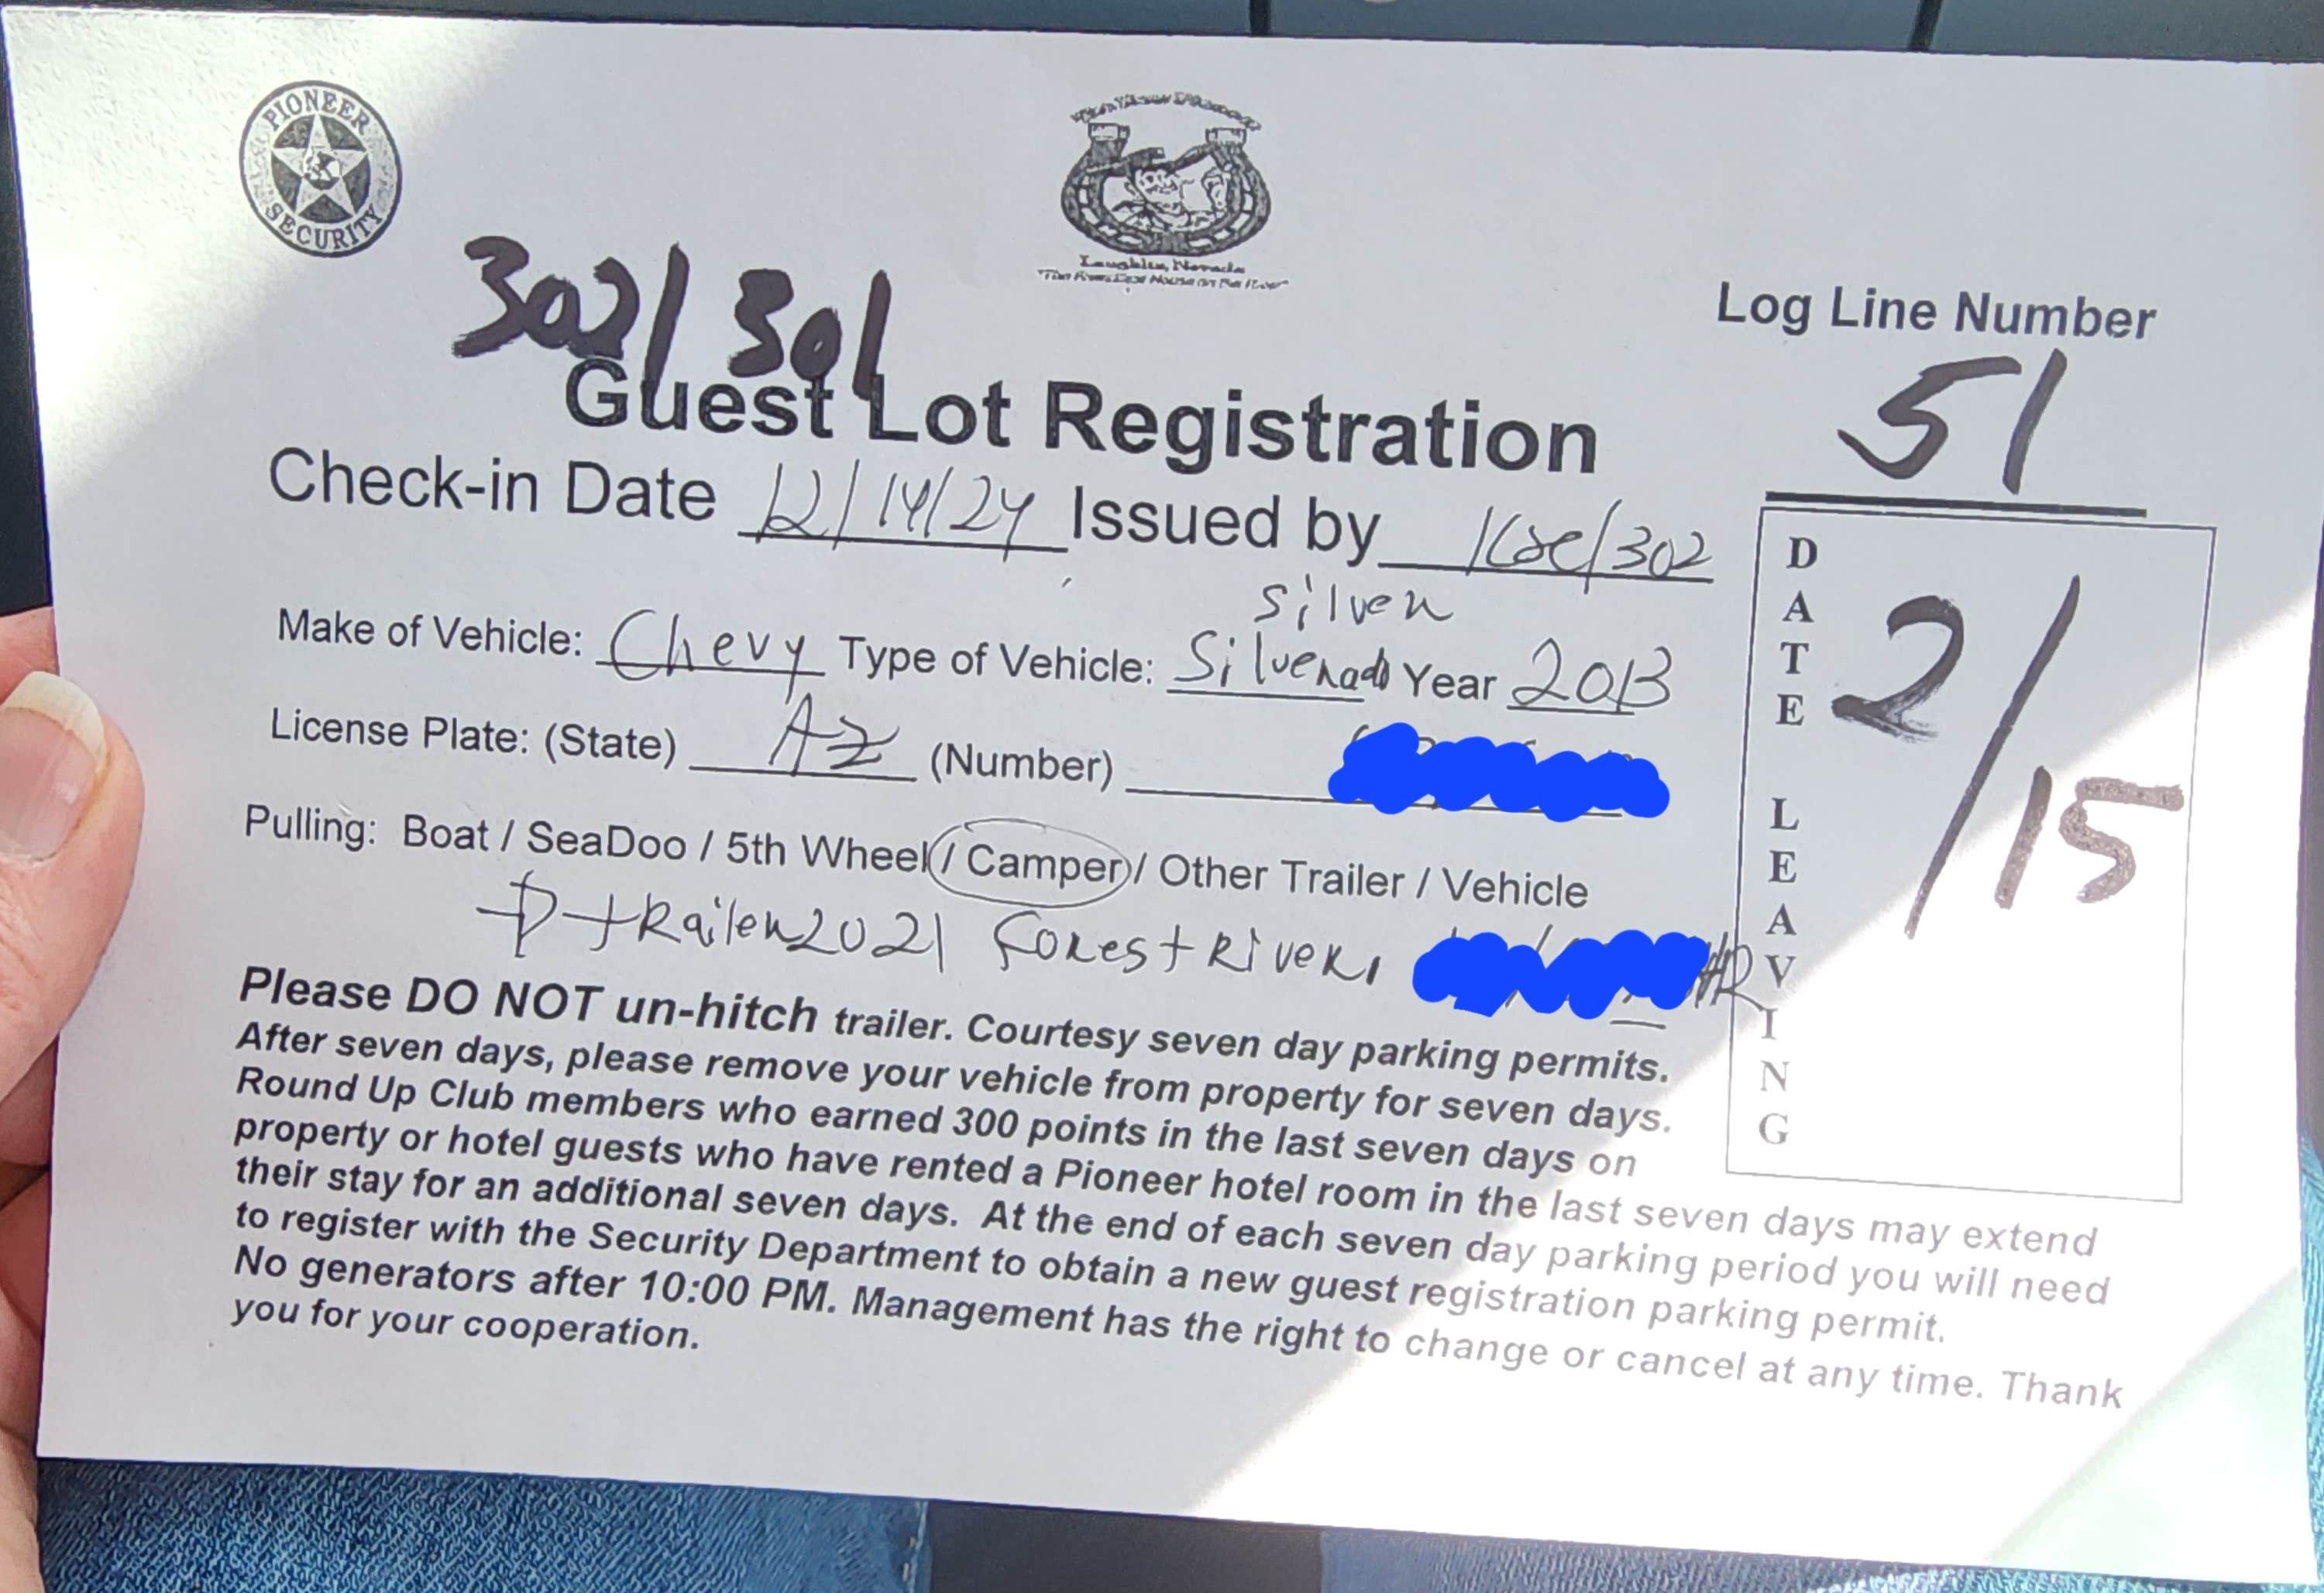 PIONEER
SECURITY
Laughlin, Nevada
302/301
Log Line Number
51
Guest Lot Registration
Check-in Date 12/14/24 Issued by /302
silver
Make of Vehicle: Chevy Type of Vehicle: Silverado Year 2013
License Plate: (State) AZ (Number)
Pulling: Boat / SeaDoo / 5th Wheel / Camper / Other Trailer / Vehicle
trailer 2021 Forest River,
DATE LEAVING
2/15
Please DO NOT un-hitch trailer. Courtesy seven day parking permits.
After seven days, please remove your vehicle from property for seven days.
Round Up Club members who earned 300 points in the last seven days on
property or hotel guests who have rented a Pioneer hotel room in the last seven days may extend
their stay for an additional seven days. At the end of each seven day parking period you will need
to register with the Security Department to obtain a new guest registration parking permit.
No generators after 10:00 PM. Management has the right to change or cancel at any time. Thank
you for your cooperation.